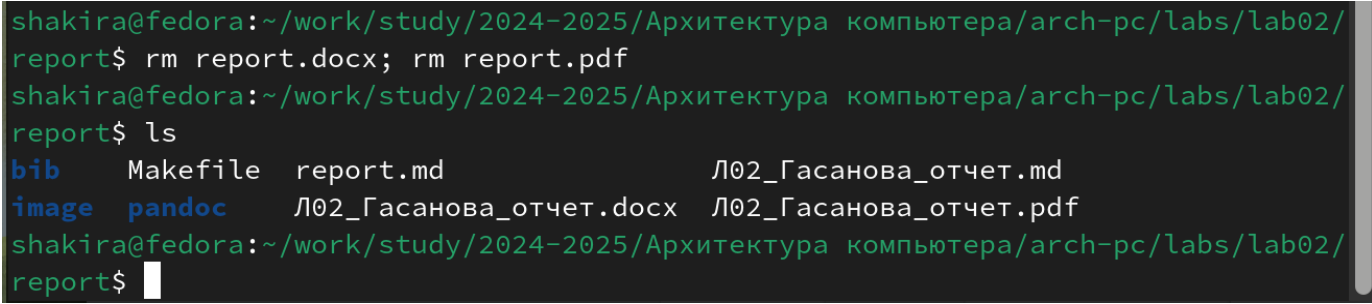 shakira@fedora:~/work/study/2024-2025/Архитектура компьютера/arch-pc/labs/lab02/
report$ rm report.docx; rm report.pdf
shakira@fedora:~/work/study/2024-2025/Архитектура компьютера/arch-pc/labs/lab02/
report$ ls
bib    Makefile  report.md                Л02_Гасанова_отчет.md
image  pandoc    Л02_Гасанова_отчет.docx  Л02_Гасанова_отчет.pdf
shakira@fedora:~/work/study/2024-2025/Архитектура компьютера/arch-pc/labs/lab02/
report$